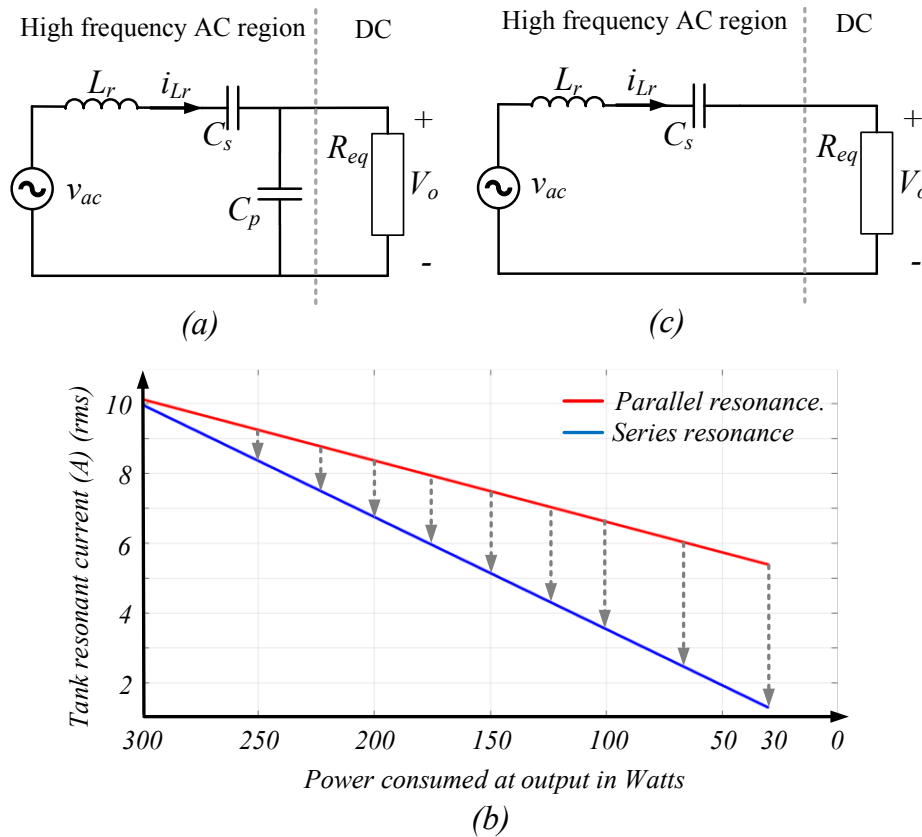 High frequency AC region DC
L_r i_Lr
C_s
R_eq
+
v_ac
C_p
V_o
-
(a)
High frequency AC region DC
L_r i_Lr
C_s
R_eq
+
v_ac
V_o
-
(c)
Tank resonant current (A) (rms)
10
8
6
4
2
Parallel resonance.
Series resonance
300 250 200 150 100 50 30 0
Power consumed at output in Watts
(b)